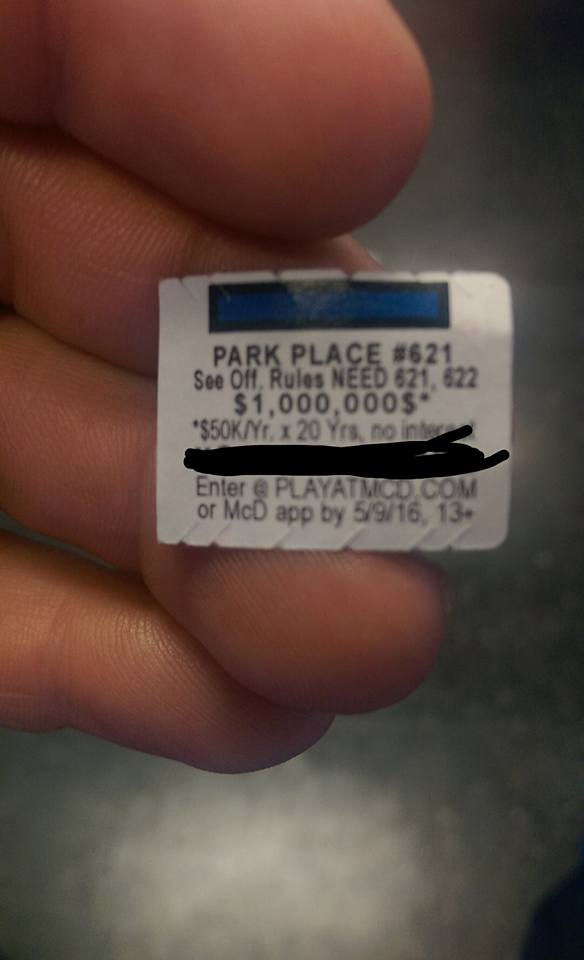 PARK PLACE #621
See Off. Rules NEED 621, 622
$1,000,000$*
*$50K/Yr. x 20 Yrs, no interest
Enter @ PLAYATMCD.COM
or McD app by 5/9/16, 13+